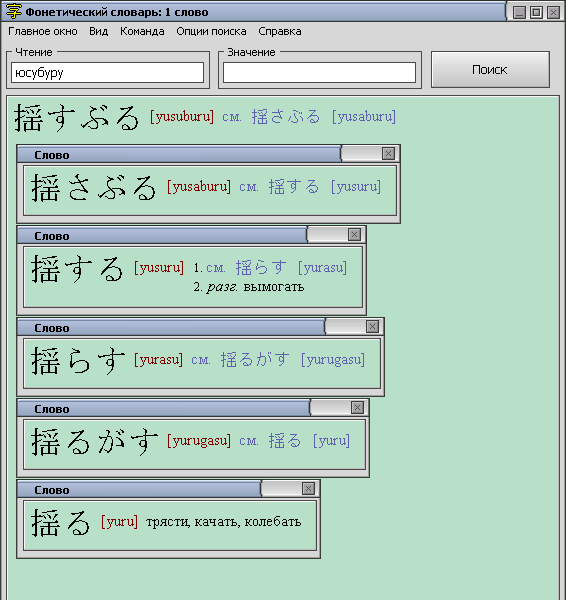 字 Фонетический словарь: 1 слово
Главное окно Вид Команда Опции поиска Справка
Чтение Значение
юсубуру Поиск
揺すぶる [yusuburu] см. 揺さぶる [yusaburu]
Слово
揺さぶる [yusaburu] см. 揺する [yusuru]
Слово
揺する [yusuru] 1. см. 揺らす [yurasu]
2. разг. вымогать
Слово
揺らす [yurasu] см. 揺るがす [yurugasu]
Слово
揺るがす [yurugasu] см. 揺る [yuru]
Слово
揺る [yuru] трясти, качать, колебать